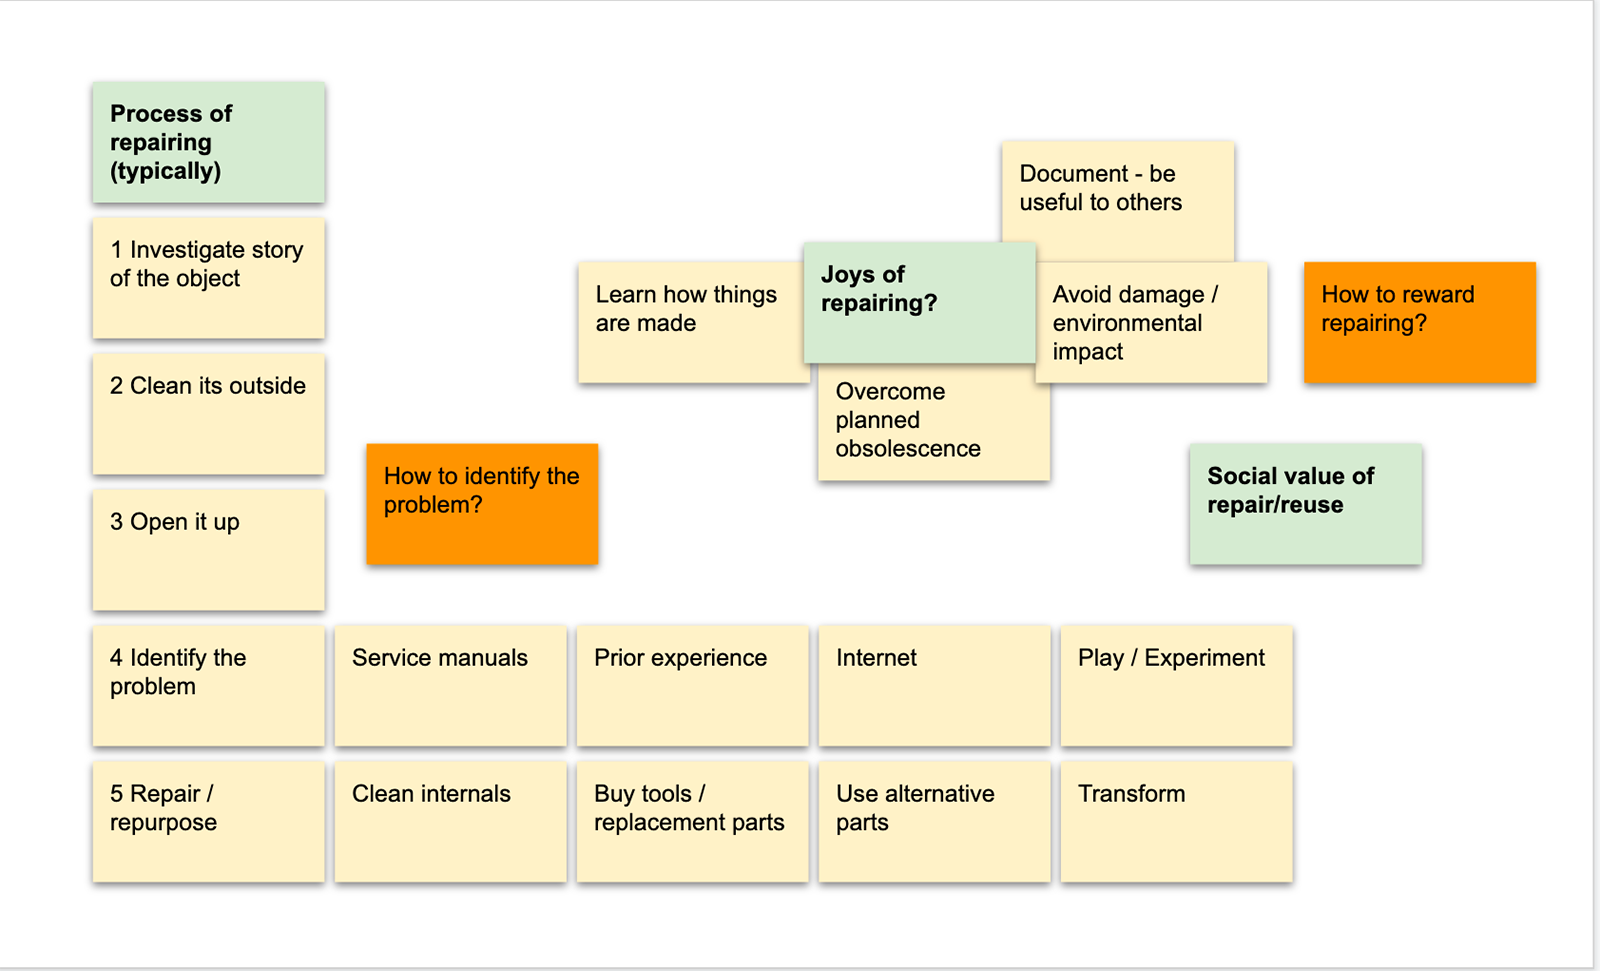 Process of
repairing
(typically)
1 Investigate story
of the object
2 Clean its outside
3 Open it up
How to identify the
problem?
Document - be
useful to others
Learn how things
are made
Joys of
repairing?
Avoid damage /
environmental
impact
Overcome
planned
obsolescence
How to reward
repairing?
Social value of
repair/reuse
4 Identify the
problem
Service manuals
Prior experience
Internet
Play / Experiment
5 Repair /
repurpose
Clean internals
Buy tools /
replacement parts
Use alternative
parts
Transform